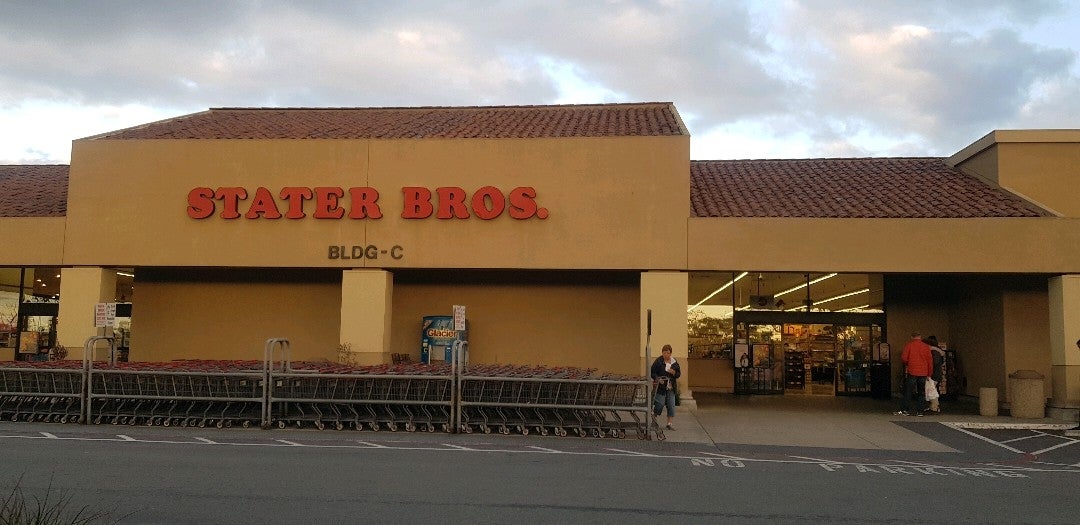 STATER BROS.
BLDG-C
Glacier
NO PARKING